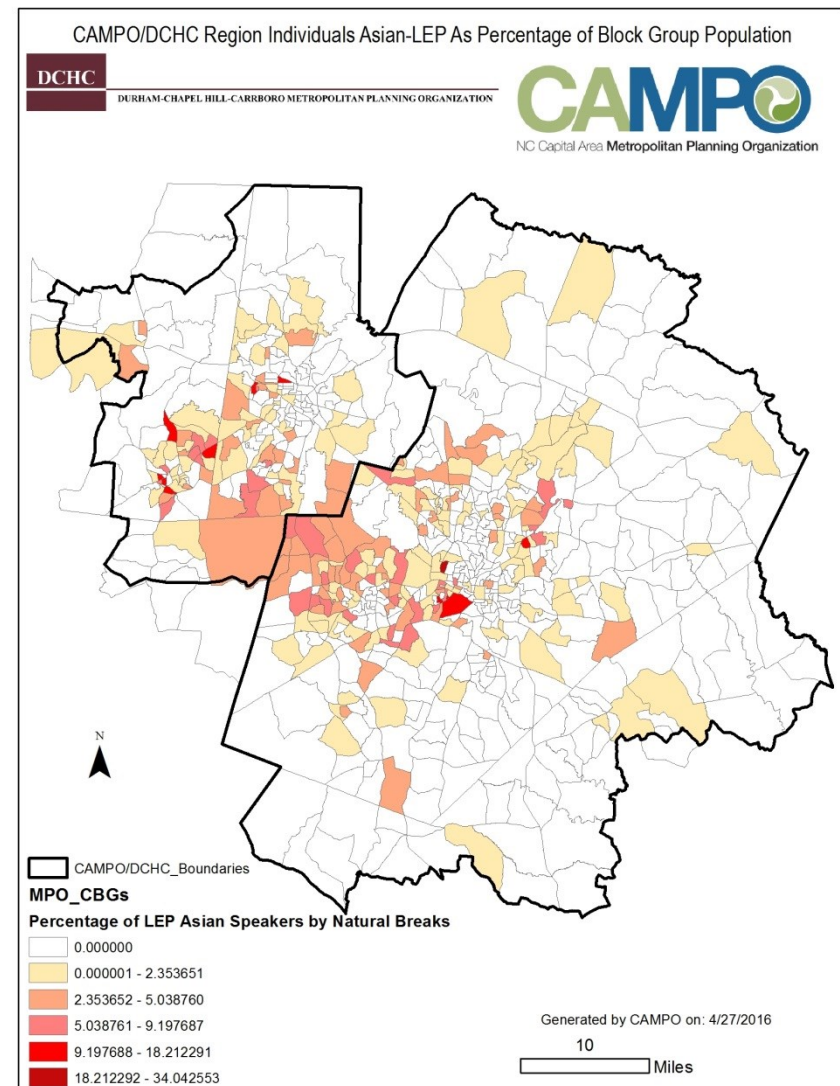 CAMPO/DCHC Region Individuals Asian-LEP As Percentage of Block Group Population
DCHC
DURHAM-CHAPEL HILL-CARRBORO METROPOLITAN PLANNING ORGANIZATION
CAMPO
NC Capital Area Metropolitan Planning Organization
N
CAMPO/DCHC_Boundaries
MPO_CBGs
Percentage of LEP Asian Speakers by Natural Breaks
0.000000
0.000001 - 2.353651
2.353652 - 5.038760
5.038761 - 9.197687
9.197688 - 18.212291
18.212292 - 34.042553
Generated by CAMPO on: 4/27/2016
10
Miles